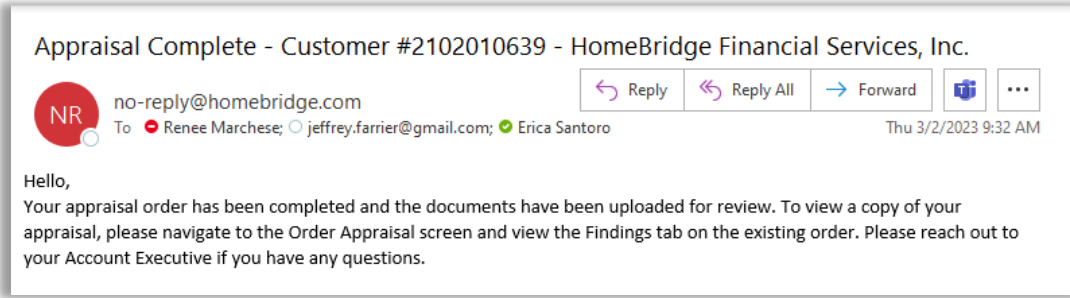 Appraisal Complete - Customer #2102010639 - HomeBridge Financial Services, Inc.
NR
no-reply@homebridge.com
Reply
Reply All
Forward
To Renee Marchese; jeffrey.farrier@gmail.com; Erica Santoro
Thu 3/2/2023 9:32 AM
Hello,
Your appraisal order has been completed and the documents have been uploaded for review. To view a copy of your
appraisal, please navigate to the Order Appraisal screen and view the Findings tab on the existing order. Please reach out to
your Account Executive if you have any questions.